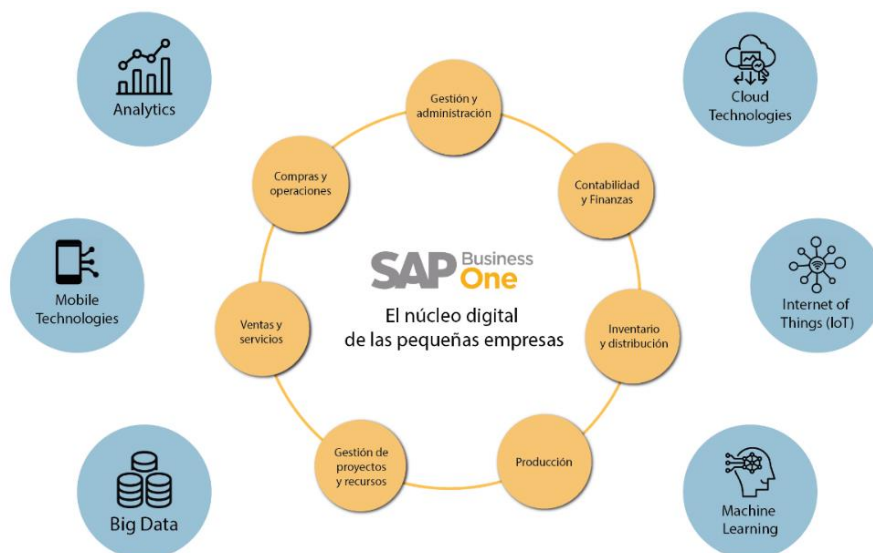 Analytics
Cloud
Technologies
Gestión y
administración
Compras y
operaciones
Contabilidad
y Finanzas
SAP Business
One
El núcleo digital
de las pequeñas empresas
Mobile
Technologies
Internet of
Things (IoT)
Ventas y
servicios
Inventario
y distribución
Gestión de
proyectos
y recursos
Producción
Big Data
Machine
Learning